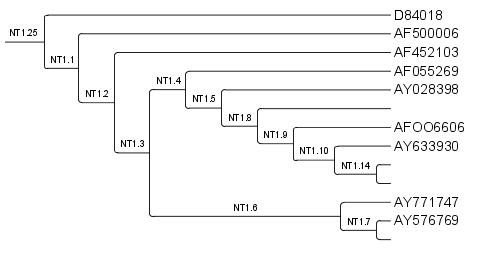 D84018
NT1.25
AF500006
NT1.1
AF452103
AF055269
NT1.4
AY028398
NT1.2
NT1.5
NT1.8
AFOO6606
NT1.9
NT1.3
AY633930
NT1.10
NT1.14
AY771747
NT1.6
AY576769
NT1.7